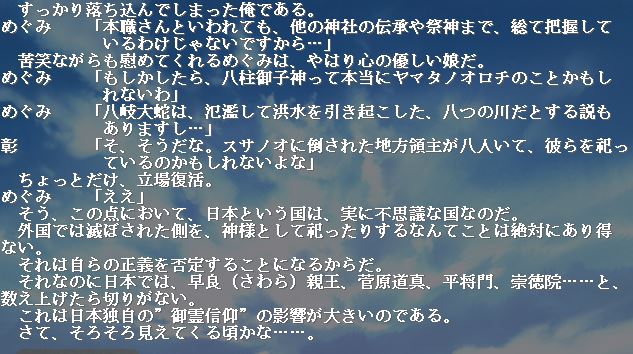 すっかり落ち込んでしまった俺である。
めぐみ　「本職さんといわれても、他の神社の伝承や祭神まで、総て把握して
いるわけじゃないですから…」
苦笑ながらも慰めてくれるめぐみは、やはり心の優しい娘だ。
めぐみ　「もしかしたら、八柱御子神って本当にヤマタノオロチのことかもし
れないわ」
めぐみ　「八岐大蛇は、氾濫して洪水を引き起こした、八つの川だとする説も
ありますし…」
彰　「そ、そうだな。スサノオに倒された地方領主が八人いて、彼らを祀っ
ているのかもしれないよな」
ちょっとだけ、立場復活。
めぐみ　「ええ」
そう、この点において、日本という国は、実に不思議な国なのだ。
外国では滅ぼされた側を、神様として祀ったりするなんてことは絶対にあり得
ない。
それは自らの正義を否定することになるからだ。
それなのに日本では、早良（さわら）親王、菅原道真、平将門、崇徳院……と、
数え上げたら切りがない。
これは日本独自の”御霊信仰”の影響が大きいのである。
さて、そろそろ見えてくる頃かな……。